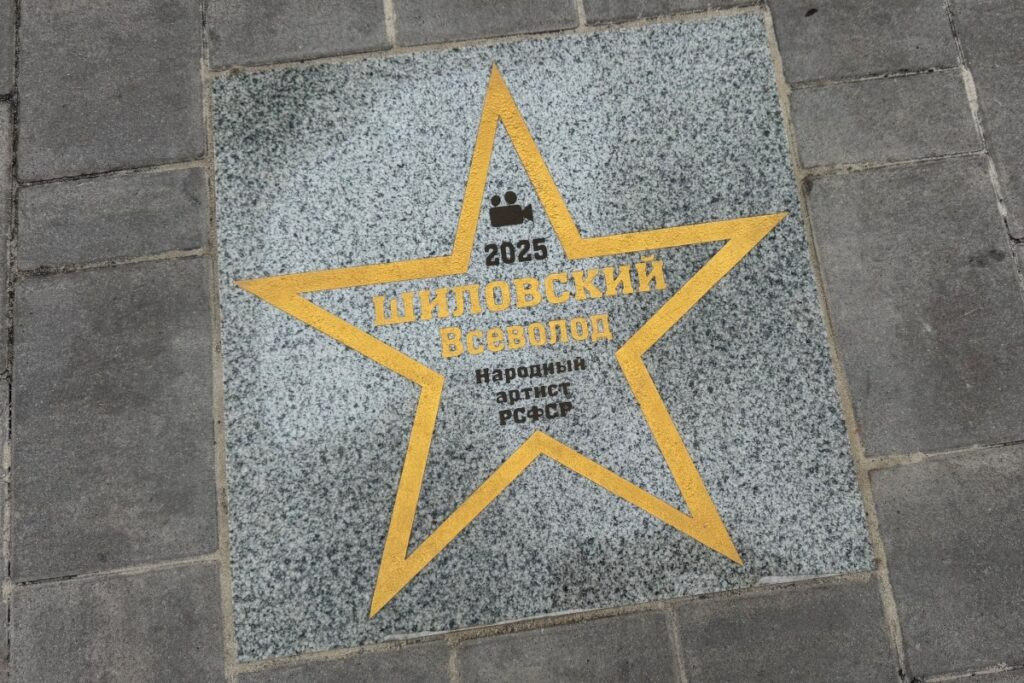 2025
ШИЛОВСКИЙ
Всеволод
Народный
артист
РСФСР